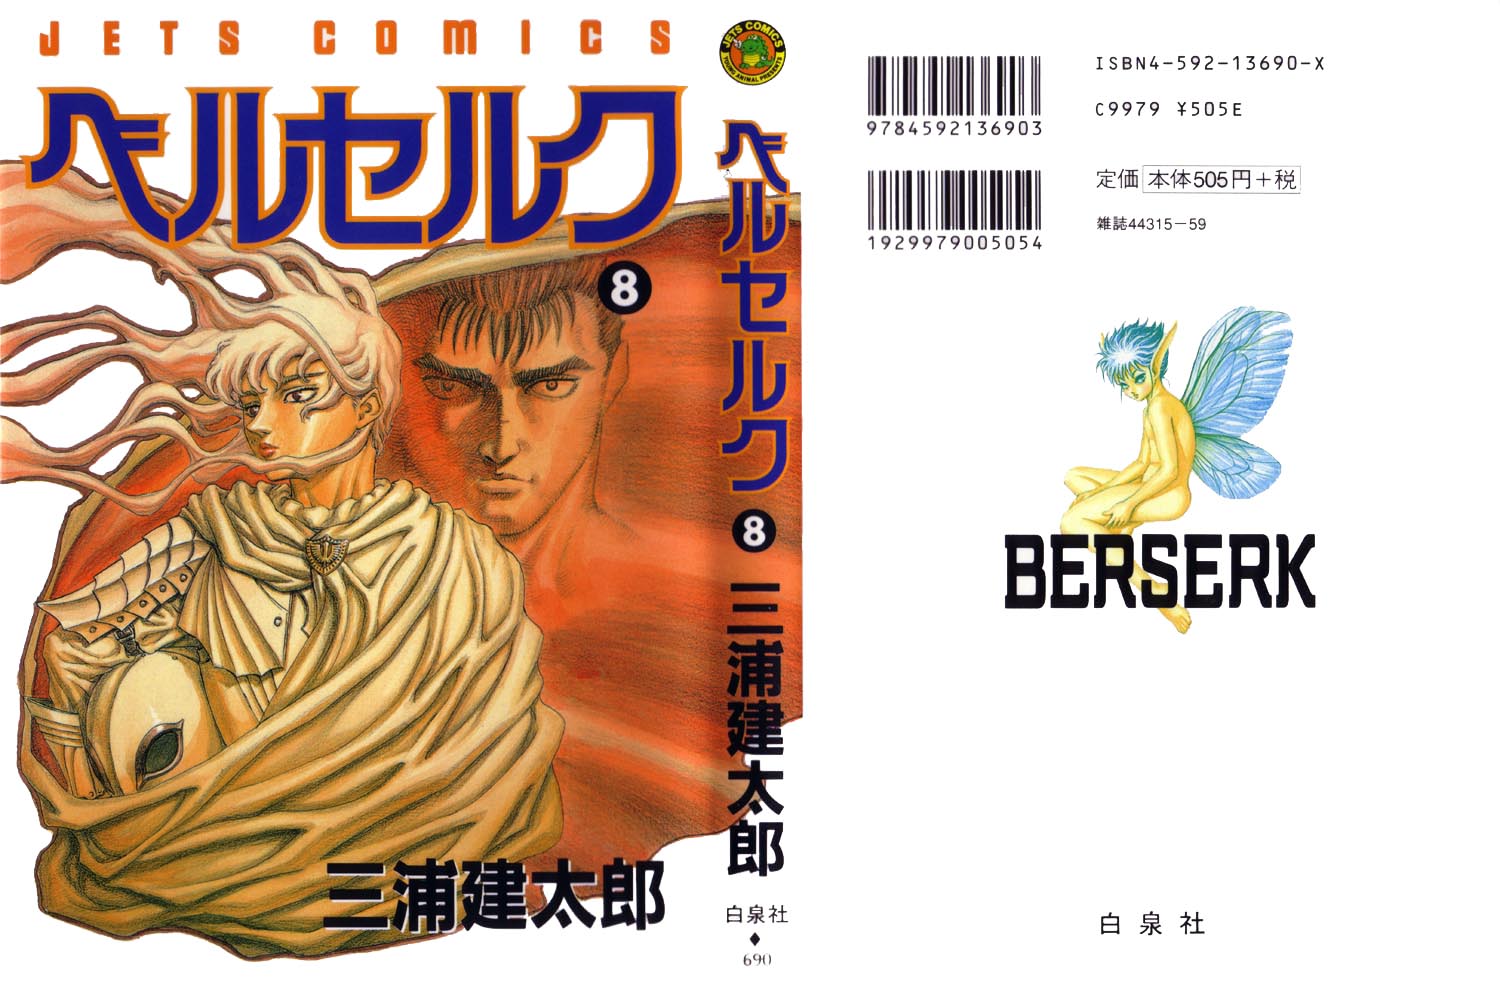 JETS COMICS
ベルセルク
8
三浦建太郎
JETS COMICS
YOUNG ANIMAL PRESENTS
ベルセルク
8
三浦建太郎
白泉社
♦
690
9784592136903
1929979005054
ISBN4-592-13690-X
C9979 ¥505E
定価 本体505円+税
雑誌44315-59
BERSERK
白泉社